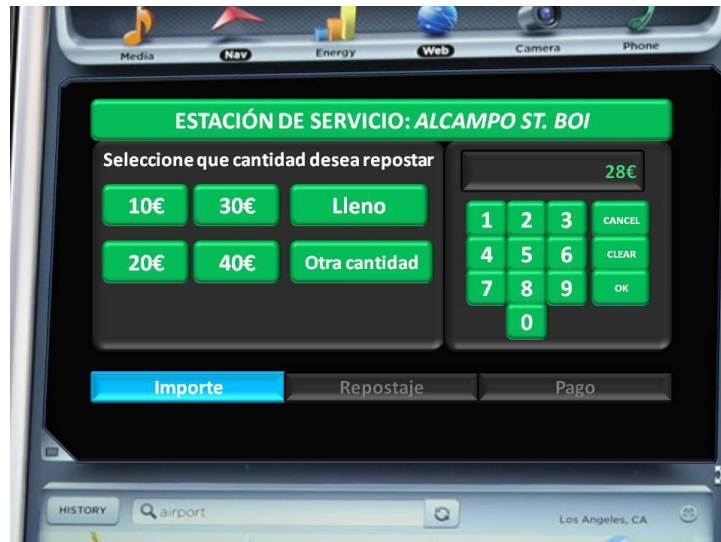 Media Nav Energy Web Camera Phone
ESTACIÓN DE SERVICIO: ALCAMPO ST. BOI
Seleccione que cantidad desea repostar
28€
10€ 30€ Lleno
20€ 40€ Otra cantidad
1 2 3 CANCEL
4 5 6 CLEAR
7 8 9 OK
0
Importe Repostaje Pago
HISTORY airport Los Angeles, CA